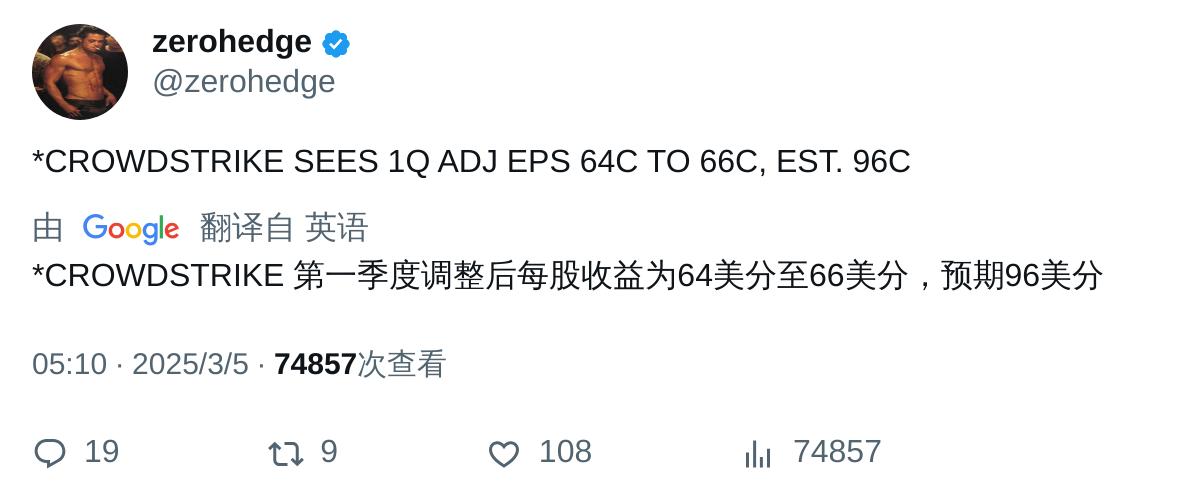 zerohedge
@zerohedge
*CROWDSTRIKE SEES 1Q ADJ EPS 64C TO 66C, EST. 96C
由 Google 翻译自 英语
*CROWDSTRIKE 第一季度调整后每股收益为64美分至66美分，预期96美分
05:10 · 2025/3/5 · 74857次查看
19 9 108 74857